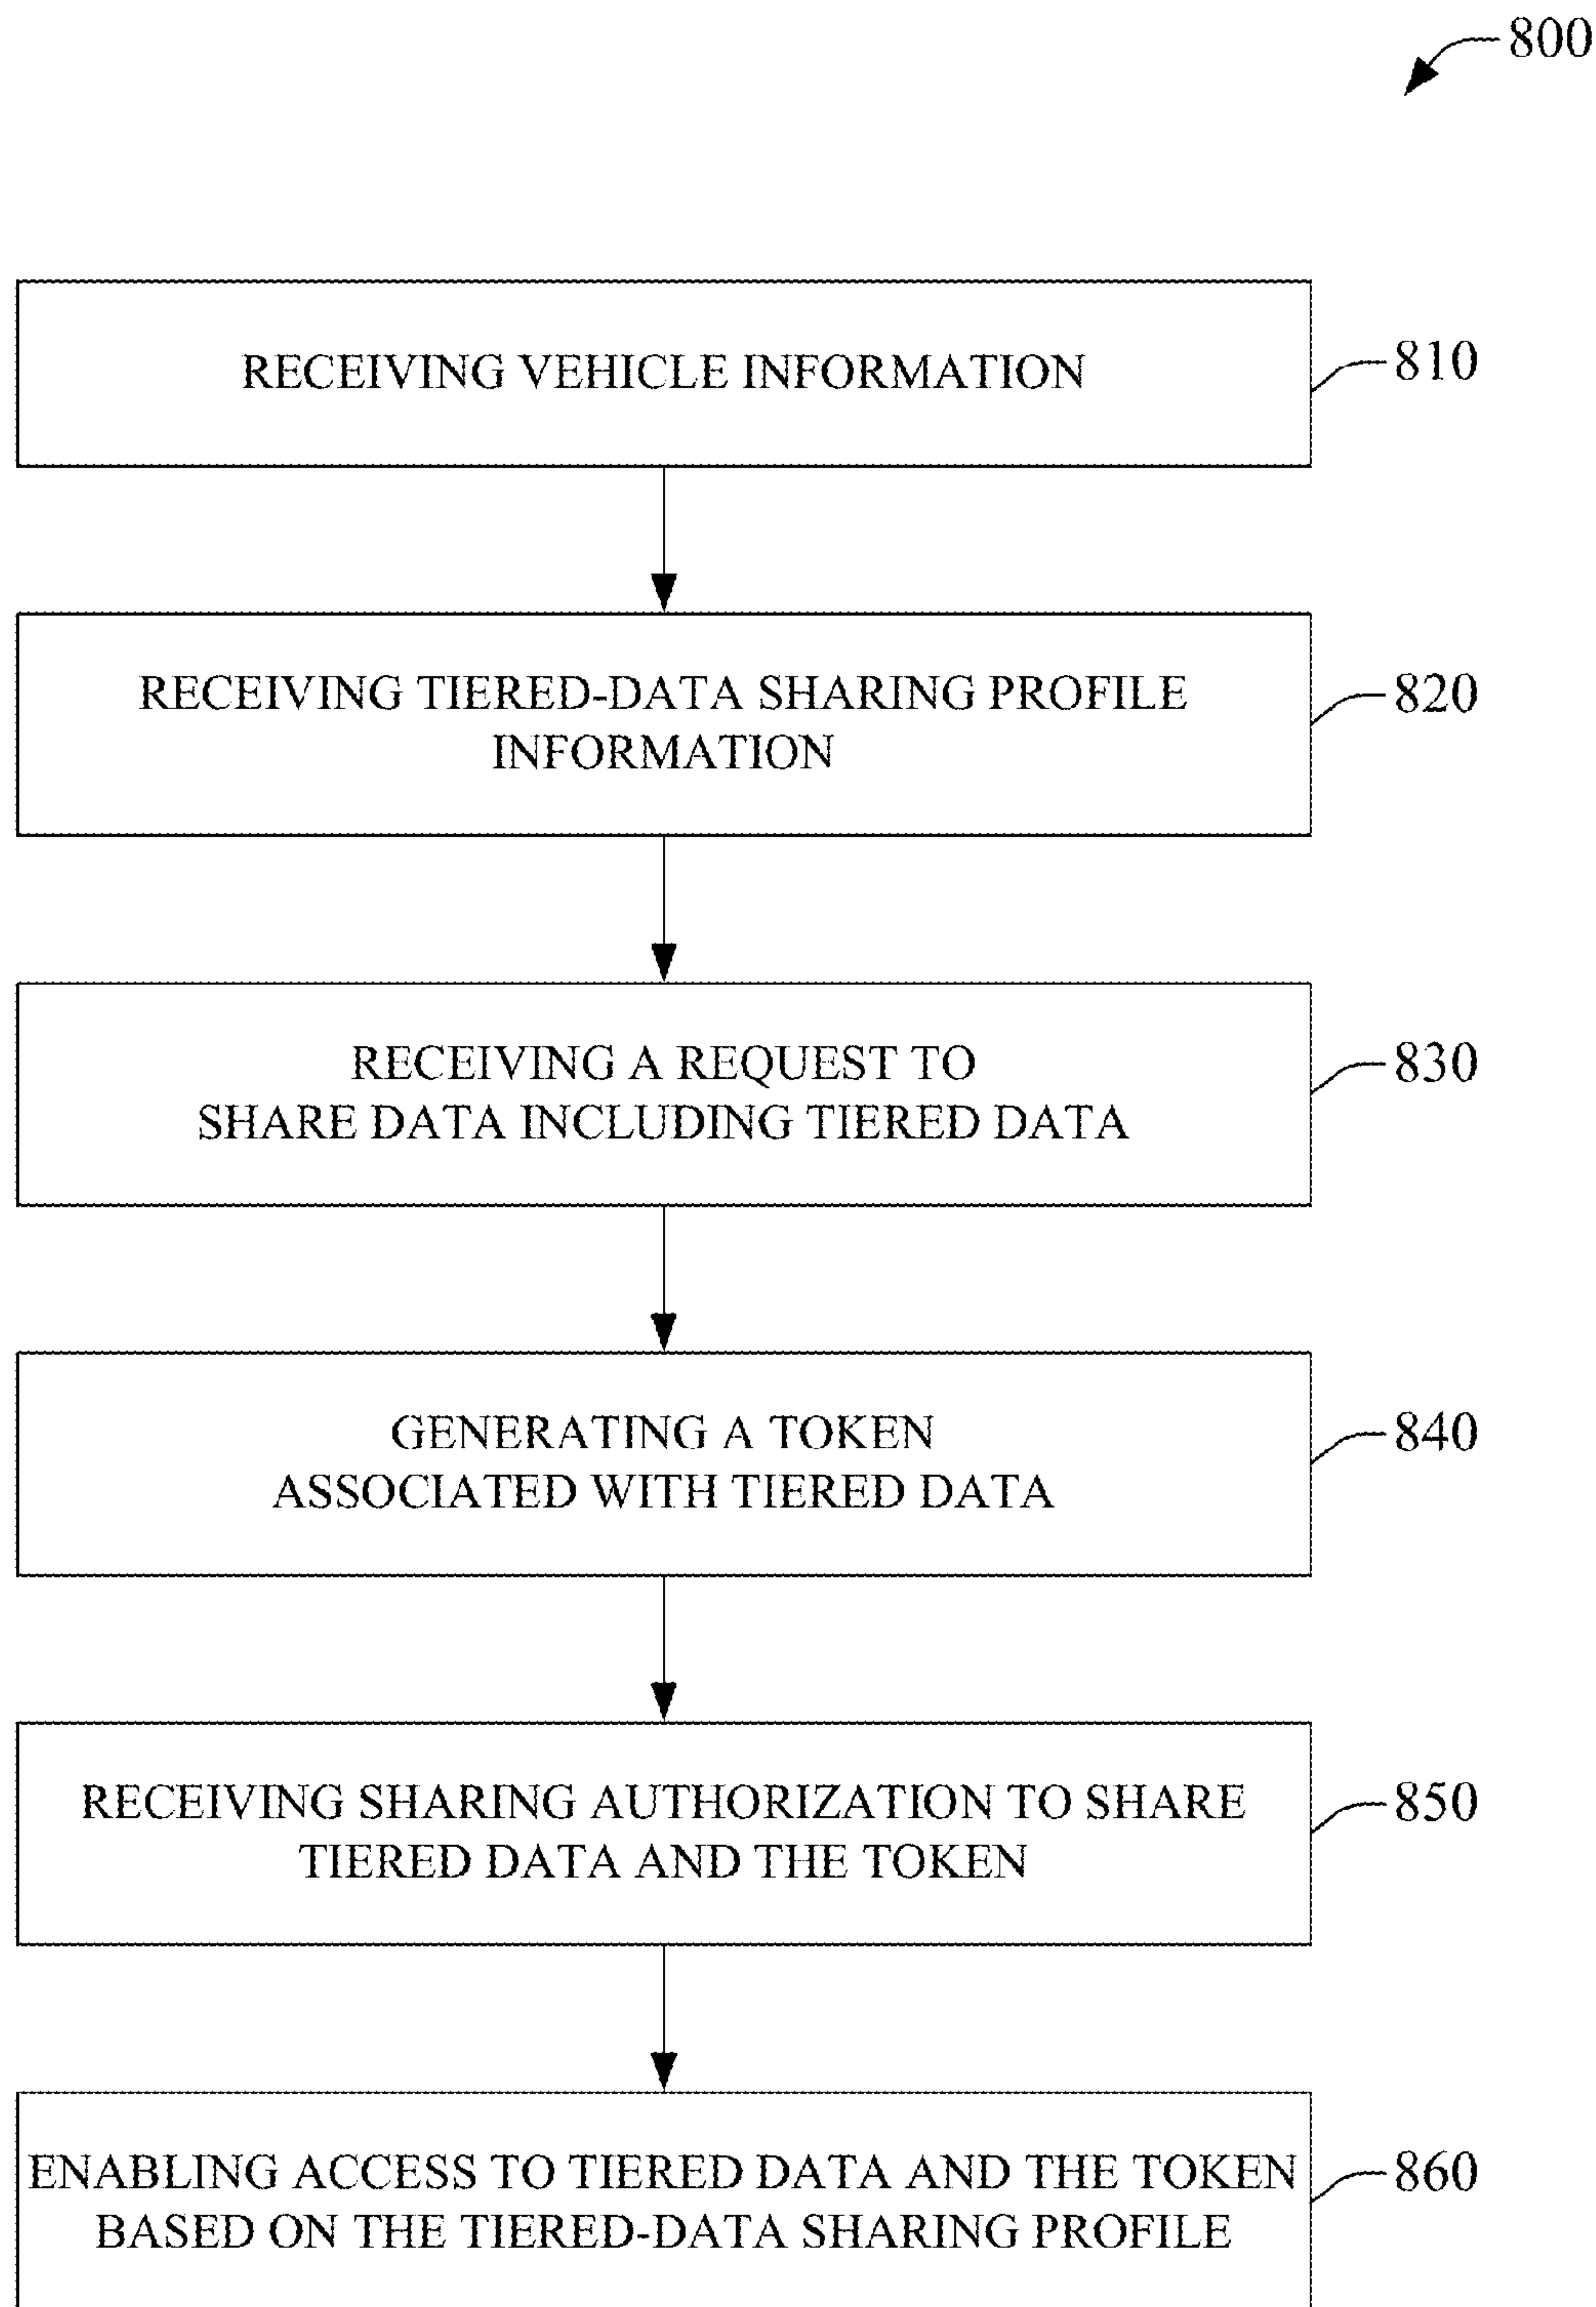 800
RECEIVING VEHICLE INFORMATION
810
RECEIVING TIERED-DATA SHARING PROFILE
INFORMATION
820
RECEIVING A REQUEST TO
SHARE DATA INCLUDING TIERED DATA
830
GENERATING A TOKEN
ASSOCIATED WITH TIERED DATA
840
RECEIVING SHARING AUTHORIZATION TO SHARE
TIERED DATA AND THE TOKEN
850
ENABLING ACCESS TO TIERED DATA AND THE TOKEN
BASED ON THE TIERED-DATA SHARING PROFILE
860